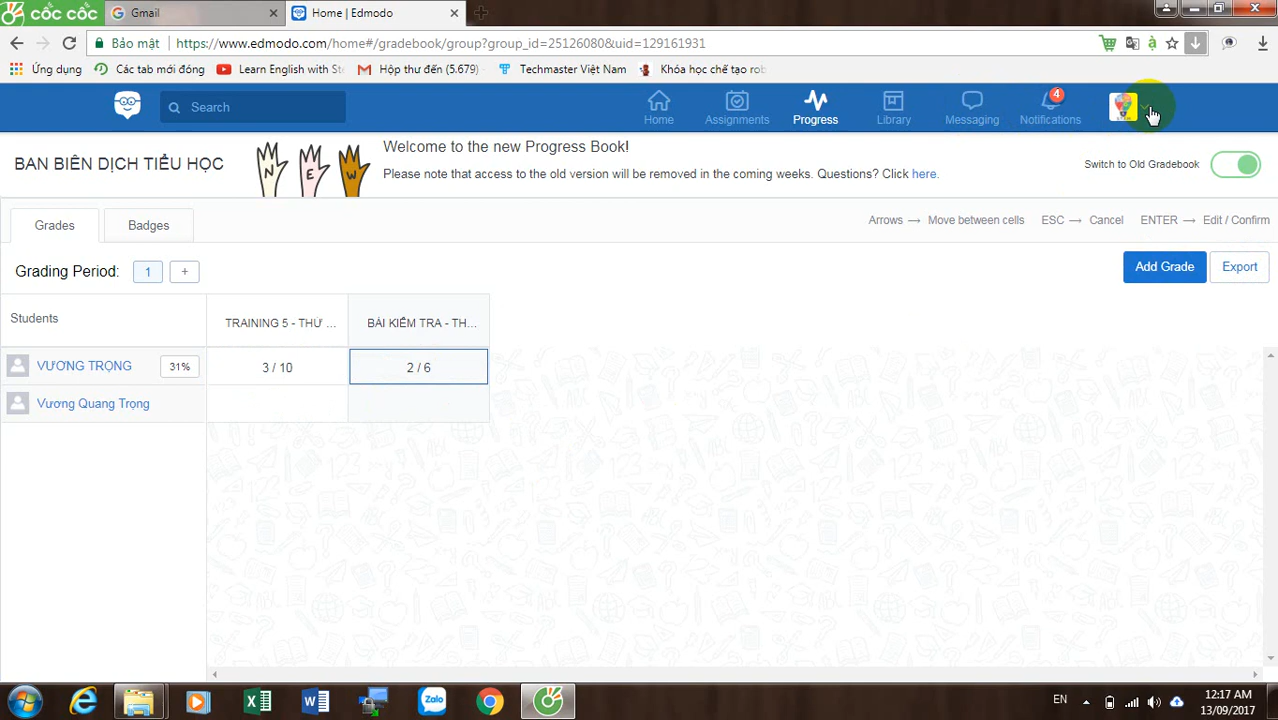 cốc cốc
Gmail
Home | Edmodo
Bảo mật
https://www.edmodo.com/home#/gradebook/group?group_id=25126080&uid=129161931
Ứng dụng
Các tab mới đóng
Learn English with Ste
Hộp thư đến (5.679) -
Techmaster Việt Nam
Khóa học chế tạo rob
Search
Home
Assignments
Progress
Library
Messaging
4
Notifications
BAN BIÊN DỊCH TIỂU HỌC
N E W
Welcome to the new Progress Book!
Please note that access to the old version will be removed in the coming weeks. Questions? Click here.
Switch to Old Gradebook
Grades
Badges
Arrows → Move between cells
ESC → Cancel
ENTER → Edit / Confirm
Grading Period:
1
+
Add Grade
Export
Students
TRAINING 5 - THỨ ...
BÀI KIỂM TRA - TH...
VƯƠNG TRỌNG
31%
3 / 10
2 / 6
Vương Quang Trọng
Zalo
EN
12:17 AM
13/09/2017